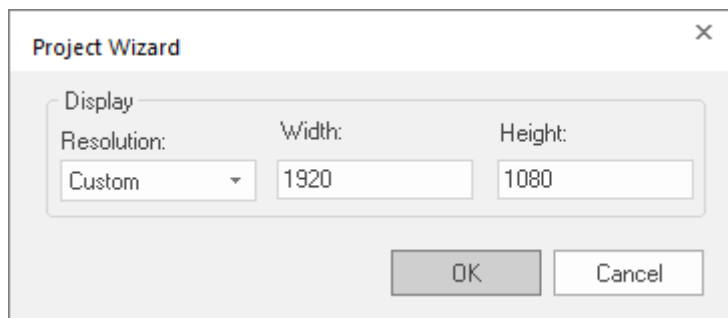 Project Wizard
Display
Resolution: Width: Height:
Custom 1920 1080
OK Cancel